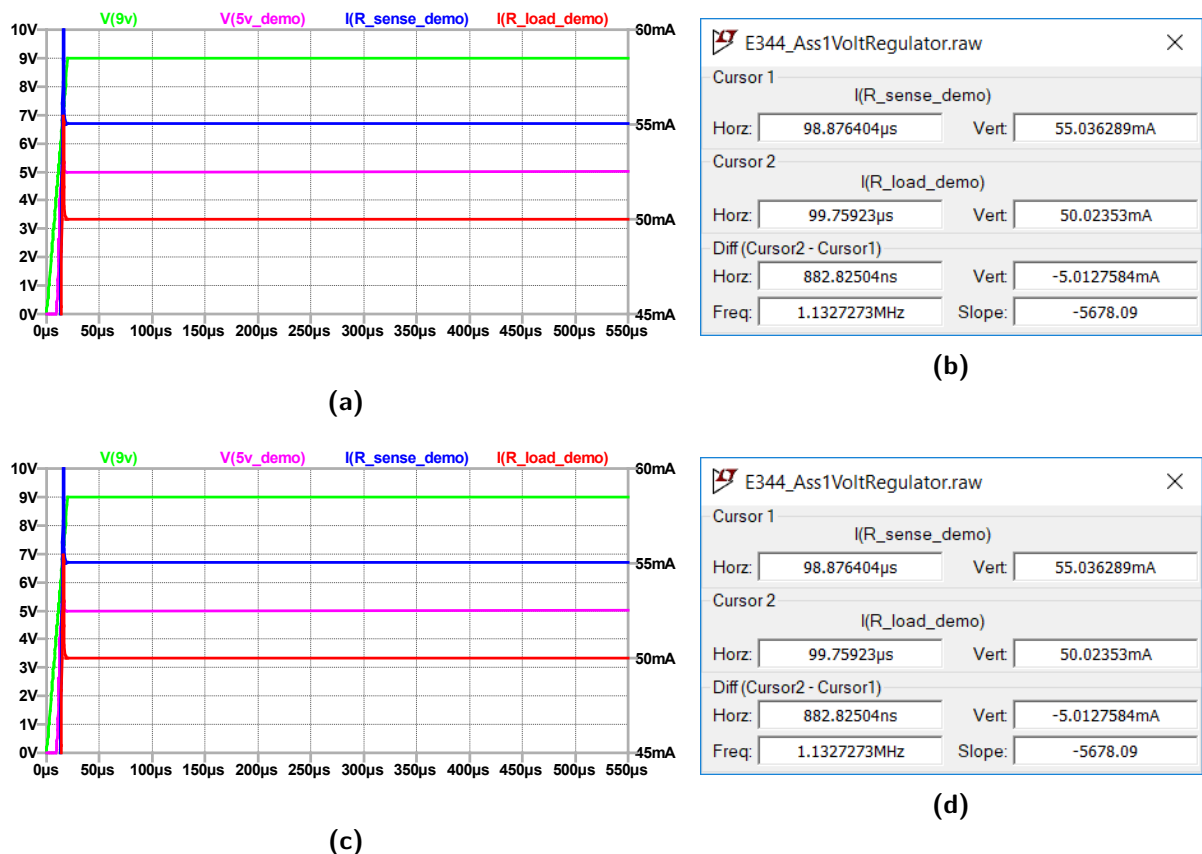 V(9v) V(5v_demo) I(R_sense_demo) I(R_load_demo)
10V 60mA
9V
8V
7V
6V 55mA
5V
4V
3V 50mA
2V
1V
0V 45mA
0µs 50µs 100µs 150µs 200µs 250µs 300µs 350µs 400µs 450µs 500µs 550µs
(a)
E344_Ass1VoltRegulator.raw
Cursor 1
I(R_sense_demo)
Horz: 98.876404µs Vert: 55.036289mA
Cursor 2
I(R_load_demo)
Horz: 99.75923µs Vert: 50.02353mA
Diff (Cursor2 - Cursor1)
Horz: 882.82504ns Vert: -5.0127584mA
Freq: 1.1327273MHz Slope: -5678.09
(b)
V(9v) V(5v_demo) I(R_sense_demo) I(R_load_demo)
10V 60mA
9V
8V
7V
6V 55mA
5V
4V
3V 50mA
2V
1V
0V 45mA
0µs 50µs 100µs 150µs 200µs 250µs 300µs 350µs 400µs 450µs 500µs 550µs
(c)
E344_Ass1VoltRegulator.raw
Cursor 1
I(R_sense_demo)
Horz: 98.876404µs Vert: 55.036289mA
Cursor 2
I(R_load_demo)
Horz: 99.75923µs Vert: 50.02353mA
Diff (Cursor2 - Cursor1)
Horz: 882.82504ns Vert: -5.0127584mA
Freq: 1.1327273MHz Slope: -5678.09
(d)